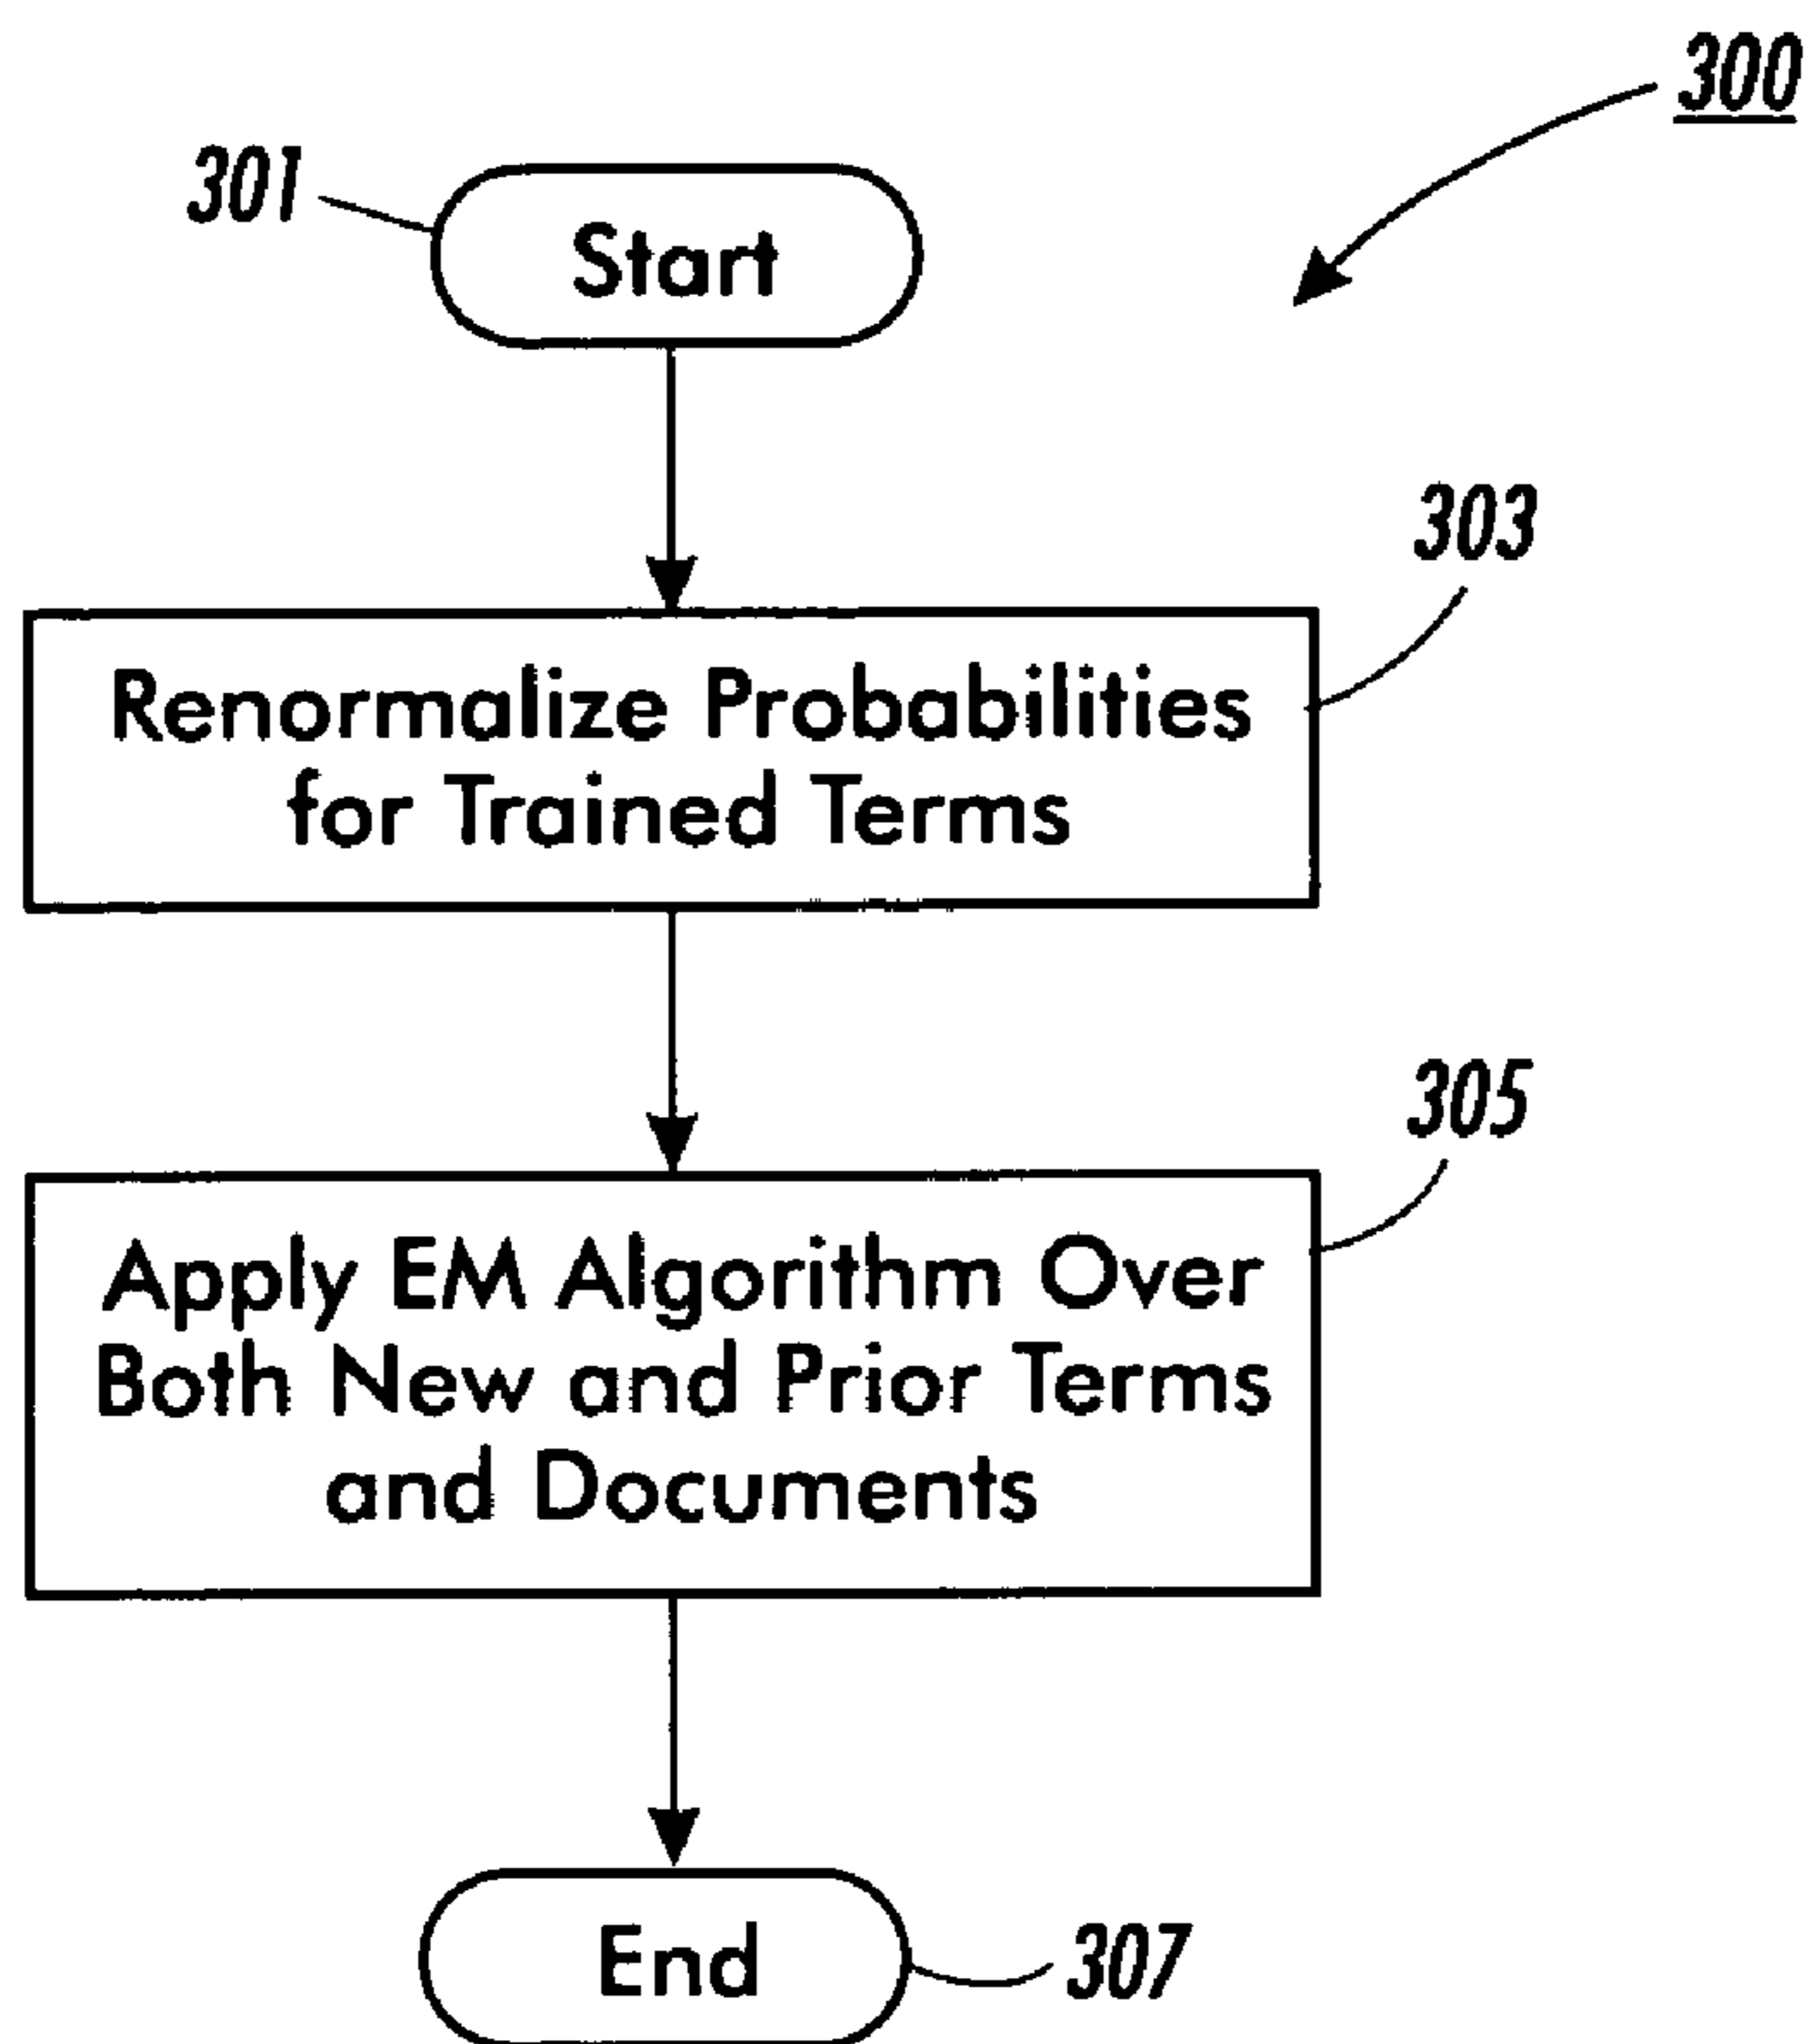 300
301
Start
303
Renormalize Probabilities
for Trained Terms
305
Apply EM Algorithm Over
Both New and Prior Terms
and Documents
End
307